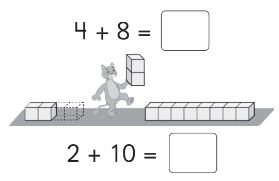 4 + 8 =
2 + 10 =